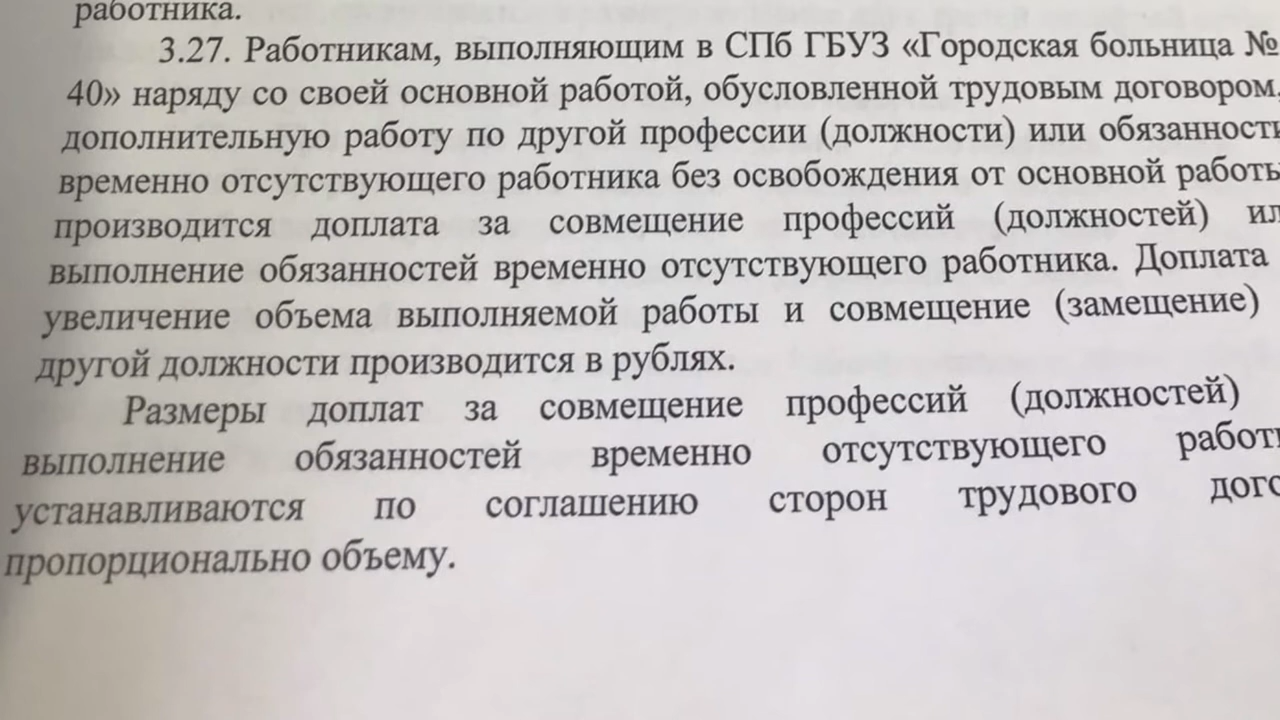 работника.
3.27. Работникам, выполняющим в СПб ГБУЗ «Городская больница №
40» наряду со своей основной работой, обусловленной трудовым договором,
дополнительную работу по другой профессии (должности) или обязанности
временно отсутствующего работника без освобождения от основной работы
производится доплата за совмещение профессий (должностей)
выполнение обязанностей временно отсутствующего работника. Доплата
увеличение объема выполняемой работы и совмещение (замещение)
другой должности производится в рублях.
Размеры доплат за совмещение профессий (должностей)
выполнение обязанностей временно отсутствующего
устанавливаются по соглашению сторон трудового
пропорционально объему.